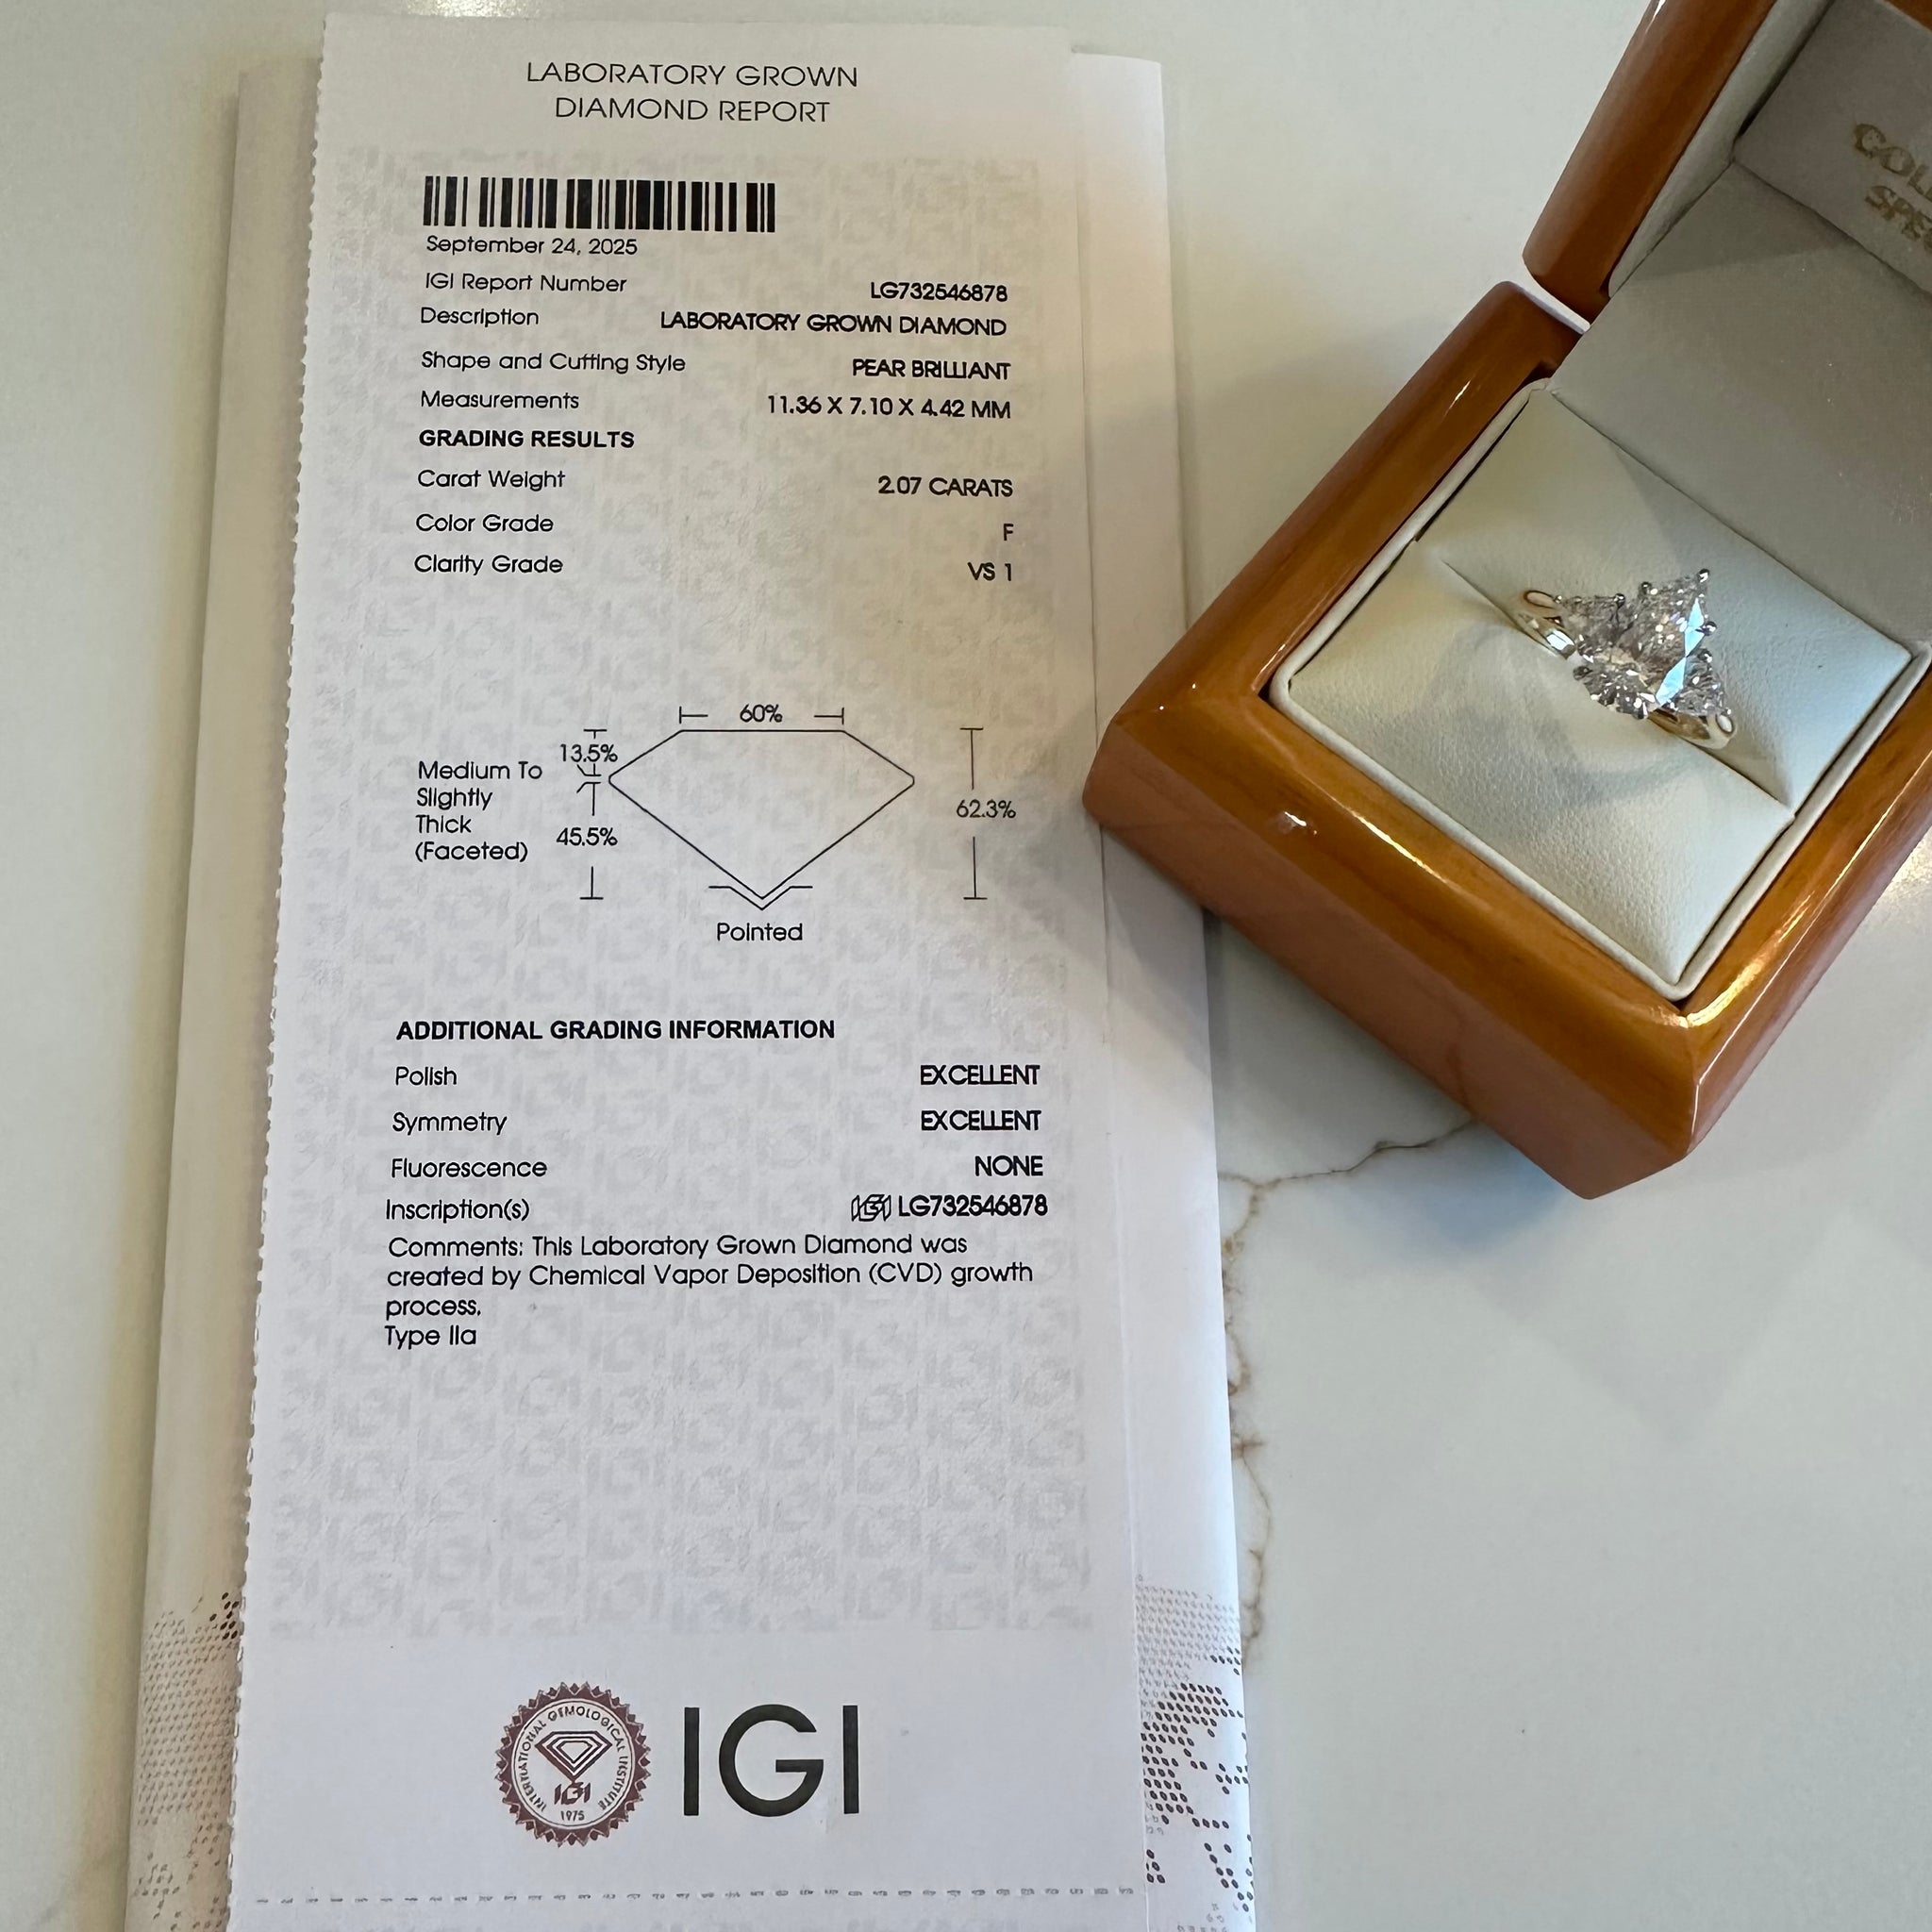 LABORATORY GROWN
DIAMOND REPORT
September 24, 2025
IGI Report Number LG732546878
Description LABORATORY GROWN DIAMOND
Shape and Cutting Style PEAR BRILLIANT
Measurements 11.36 X 7.10 X 4.42 MM
GRADING RESULTS
Carat Weight 2.07 CARATS
Color Grade F
Clarity Grade VS 1
60%
13.5%
Medium To
Slightly
Thick
(Faceted)
45.5%
62.3%
Pointed
ADDITIONAL GRADING INFORMATION
Polish EXCELLENT
Symmetry EXCELLENT
Fluorescence NONE
Inscription(s) IGI LG732546878
Comments: This Laboratory Grown Diamond was
created by Chemical Vapor Deposition (CVD) growth
process.
Type IIa
INTERNATIONAL GEMOLOGICAL INSTITUTE
IGI
1975
IGI